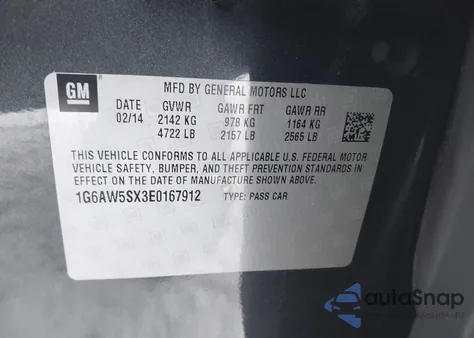 GM
MFD BY GENERAL MOTORS LLC
DATE GVWR GAWR FRT GAWR RR
02/14 2142 KG 978 KG 1164 KG
4722 LB 2157 LB 2565 LB
THIS VEHICLE CONFORMS TO ALL APPLICABLE U.S. FEDERAL MOTOR
VEHICLE SAFETY, BUMPER, AND THEFT PREVENTION STANDARDS
IN EFFECT ON THE DATE OF MANUFACTURE SHOWN ABOVE.
1G6AW5SX3E0167912 TYPE: PASS CAR
autoSnap